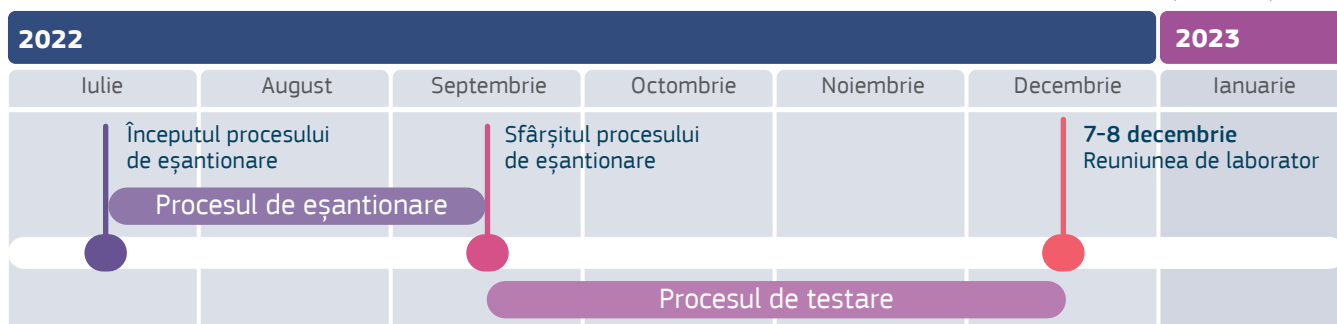 2022
2023
Iulie
August
Septembrie
Octombrie
Noiembrie
Decembrie
Ianuarie
Începutul procesului
de eșantionare
Sfârșitul procesului
de eșantionare
7-8 decembrie
Reuniunea de laborator
Procesul de eșantionare
Procesul de testare